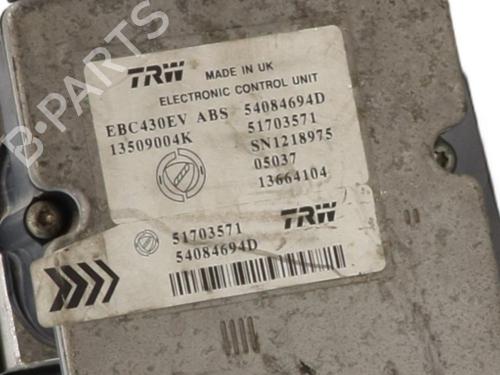 TRW MADE IN UK
ELECTRONIC CONTROL UNIT
EBC430EV ABS 54084694D
13509004K 51703571
SN1218975
05037
13664104
TRW
51703571
54084694D
B-Parts